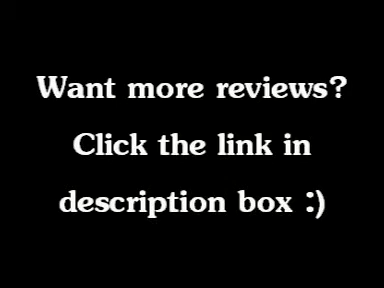 Want more reviews?
Click the link in
description box :)